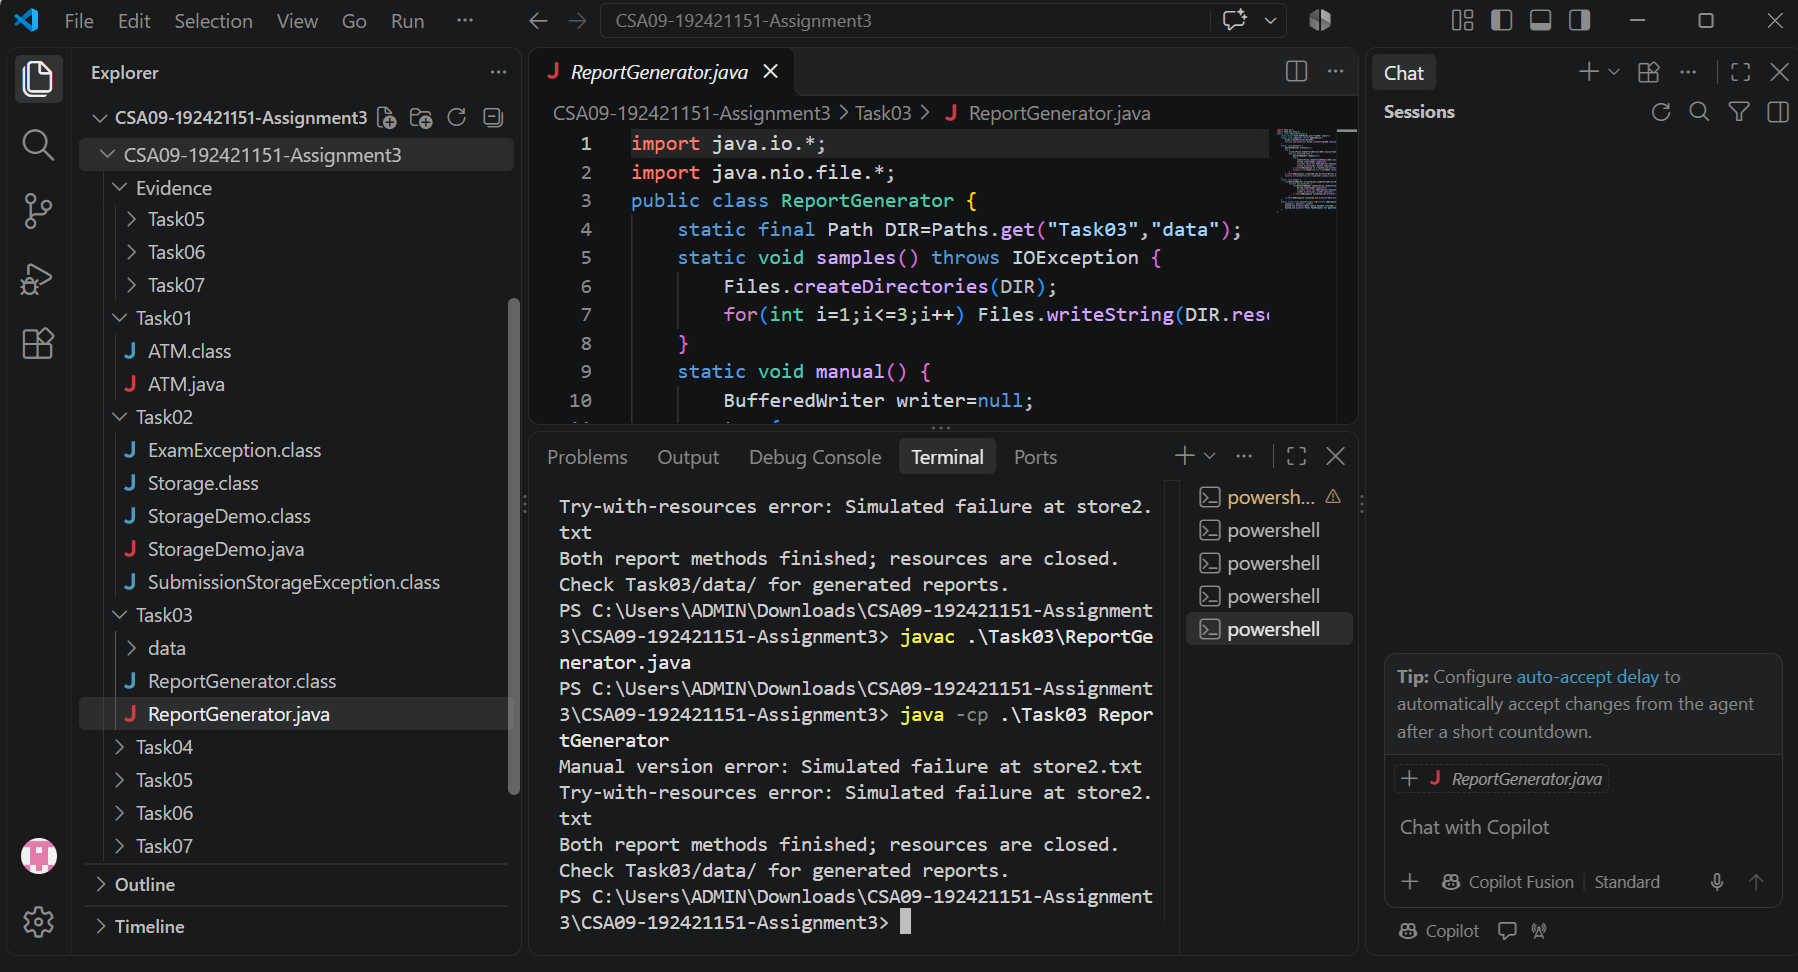 File Edit Selection View Go Run ···
CSA09-192421151-Assignment3
Explorer
CSA09-192421151-Assignment3
CSA09-192421151-Assignment3
Evidence
Task05
Task06
Task07
Task01
J ATM.class
J ATM.java
Task02
J ExamException.class
J Storage.class
J StorageDemo.class
J StorageDemo.java
J SubmissionStorageException.class
Task03
data
J ReportGenerator.class
J ReportGenerator.java
Task04
Task05
Task06
Task07
Outline
Timeline
J ReportGenerator.java
CSA09-192421151-Assignment3 > Task03 > J ReportGenerator.java
1 import java.io.*;
2 import java.nio.file.*;
3 public class ReportGenerator {
4 static final Path DIR=Paths.get("Task03","data");
5 static void samples() throws IOException {
6 Files.createDirectories(DIR);
7 for(int i=1;i<=3;i++) Files.writeString(DIR.reso
8 }
9 static void manual() {
10 BufferedWriter writer=null;
Problems Output Debug Console Terminal Ports
Try-with-resources error: Simulated failure at store2.
txt
Both report methods finished; resources are closed.
Check Task03/data/ for generated reports.
PS C:\Users\ADMIN\Downloads\CSA09-192421151-Assignment
3\CSA09-192421151-Assignment3> javac .\Task03\ReportGe
nerator.java
PS C:\Users\ADMIN\Downloads\CSA09-192421151-Assignment
3\CSA09-192421151-Assignment3> java -cp .\Task03 Repor
tGenerator
Manual version error: Simulated failure at store2.txt
Try-with-resources error: Simulated failure at store2.
txt
Both report methods finished; resources are closed.
Check Task03/data/ for generated reports.
PS C:\Users\ADMIN\Downloads\CSA09-192421151-Assignment
3\CSA09-192421151-Assignment3>
powersh...
powershell
powershell
powershell
powershell
Chat
Sessions
Tip: Configure auto-accept delay to
automatically accept changes from the agent
after a short countdown.
J ReportGenerator.java
Chat with Copilot
Copilot Fusion Standard
Copilot